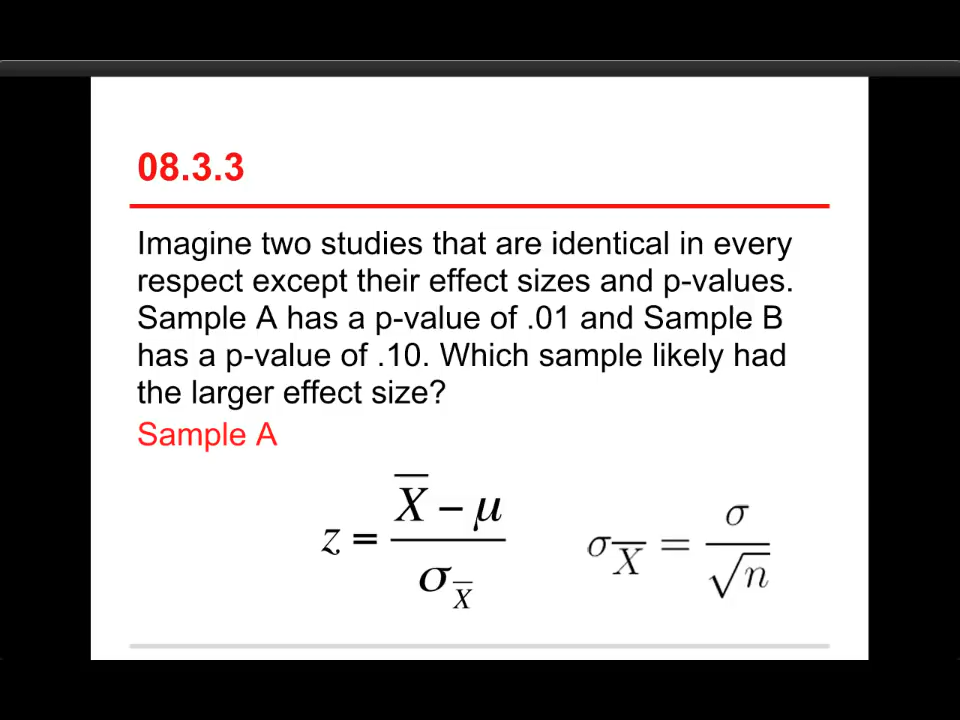 08.3.3
Imagine two studies that are identical in every
respect except their effect sizes and p-values.
Sample A has a p-value of .01 and Sample B
has a p-value of .10. Which sample likely had
the larger effect size?
Sample A
z = (X̅ − μ) / σ_X̅
σ_X̅ = σ / √n